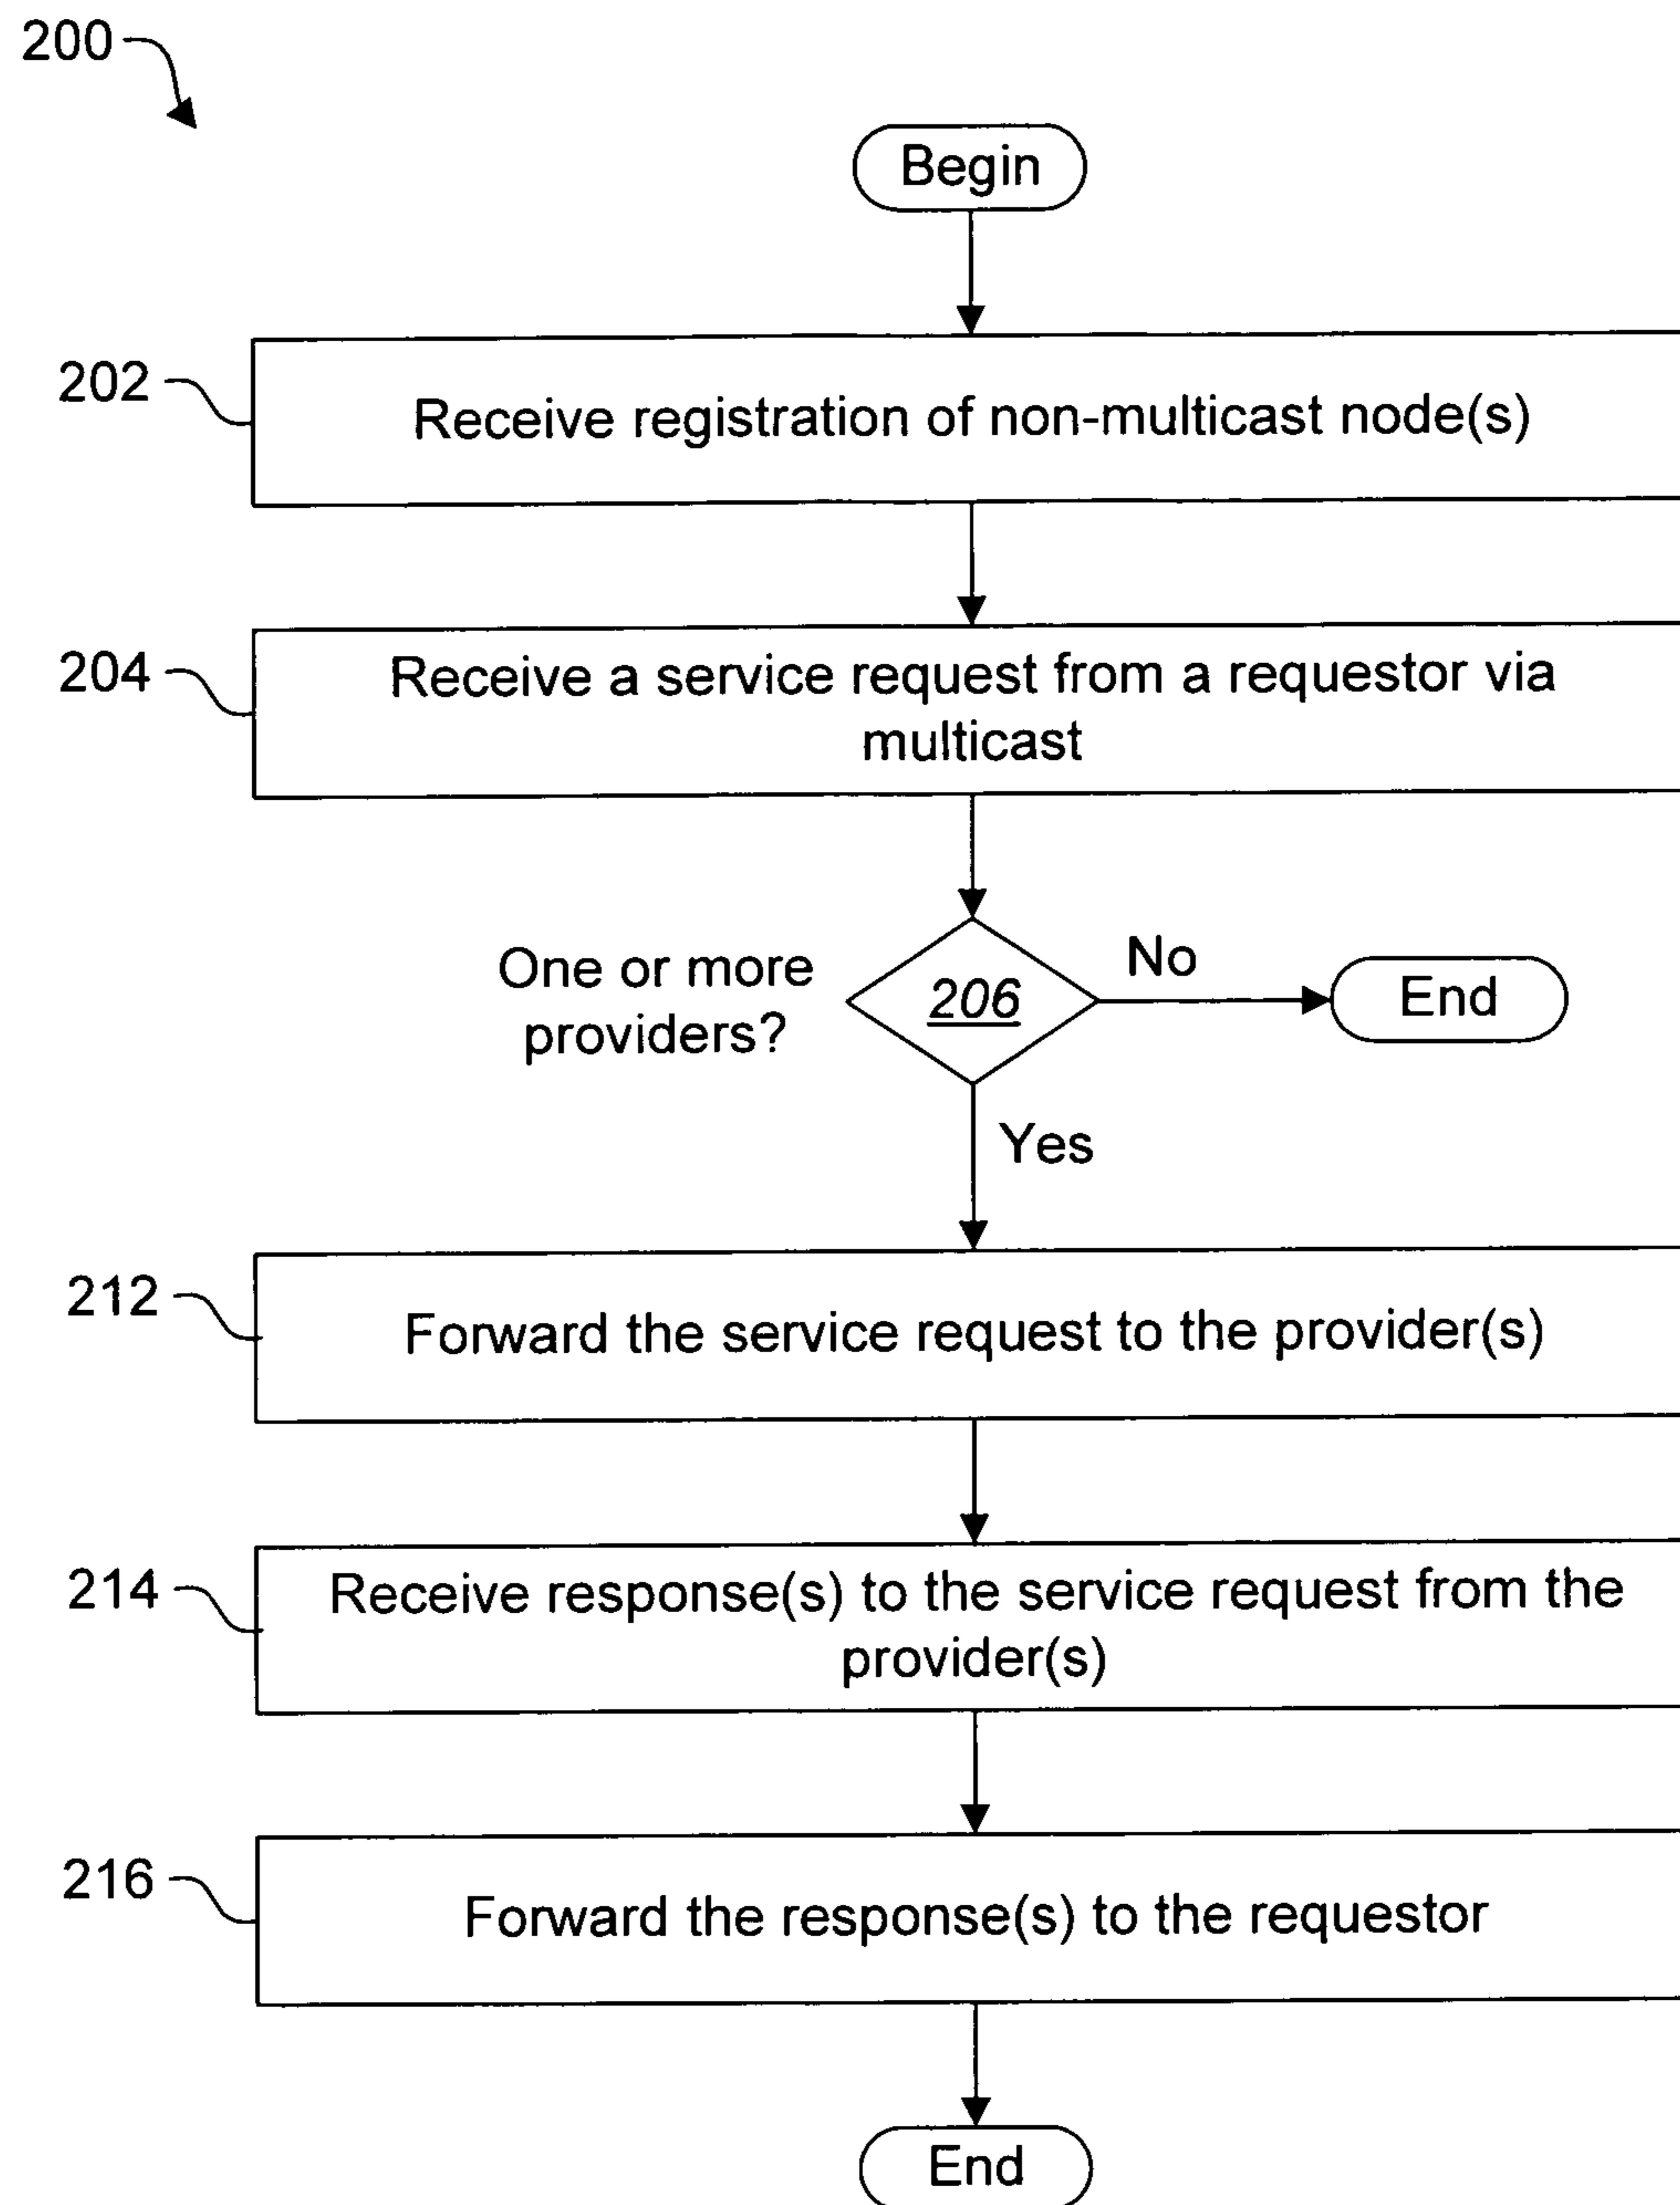 200
Begin
202
Receive registration of non-multicast node(s)
204
Receive a service request from a requestor via
multicast
One or more
providers?
206
No
End
Yes
212
Forward the service request to the provider(s)
214
Receive response(s) to the service request from the
provider(s)
216
Forward the response(s) to the requestor
End